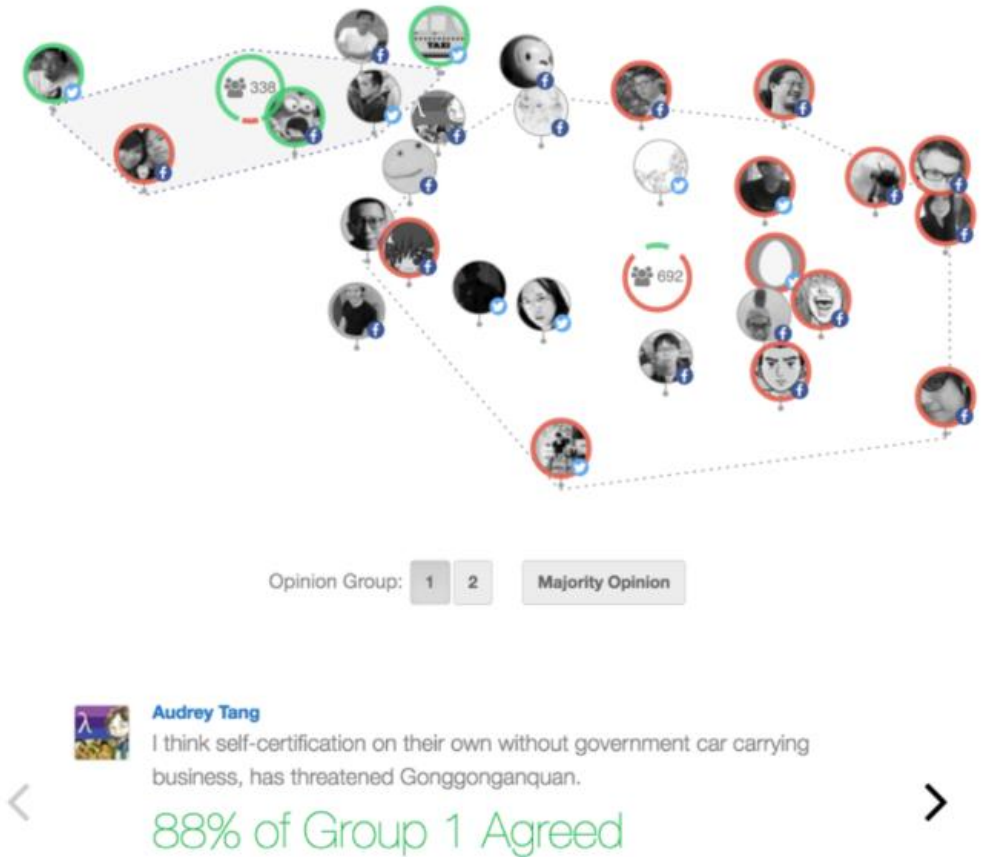 TAXI
338
692
Opinion Group: 1 2 Majority Opinion
Audrey Tang
I think self-certification on their own without government car carrying
business, has threatened Gonggonganquan.
88% of Group 1 Agreed